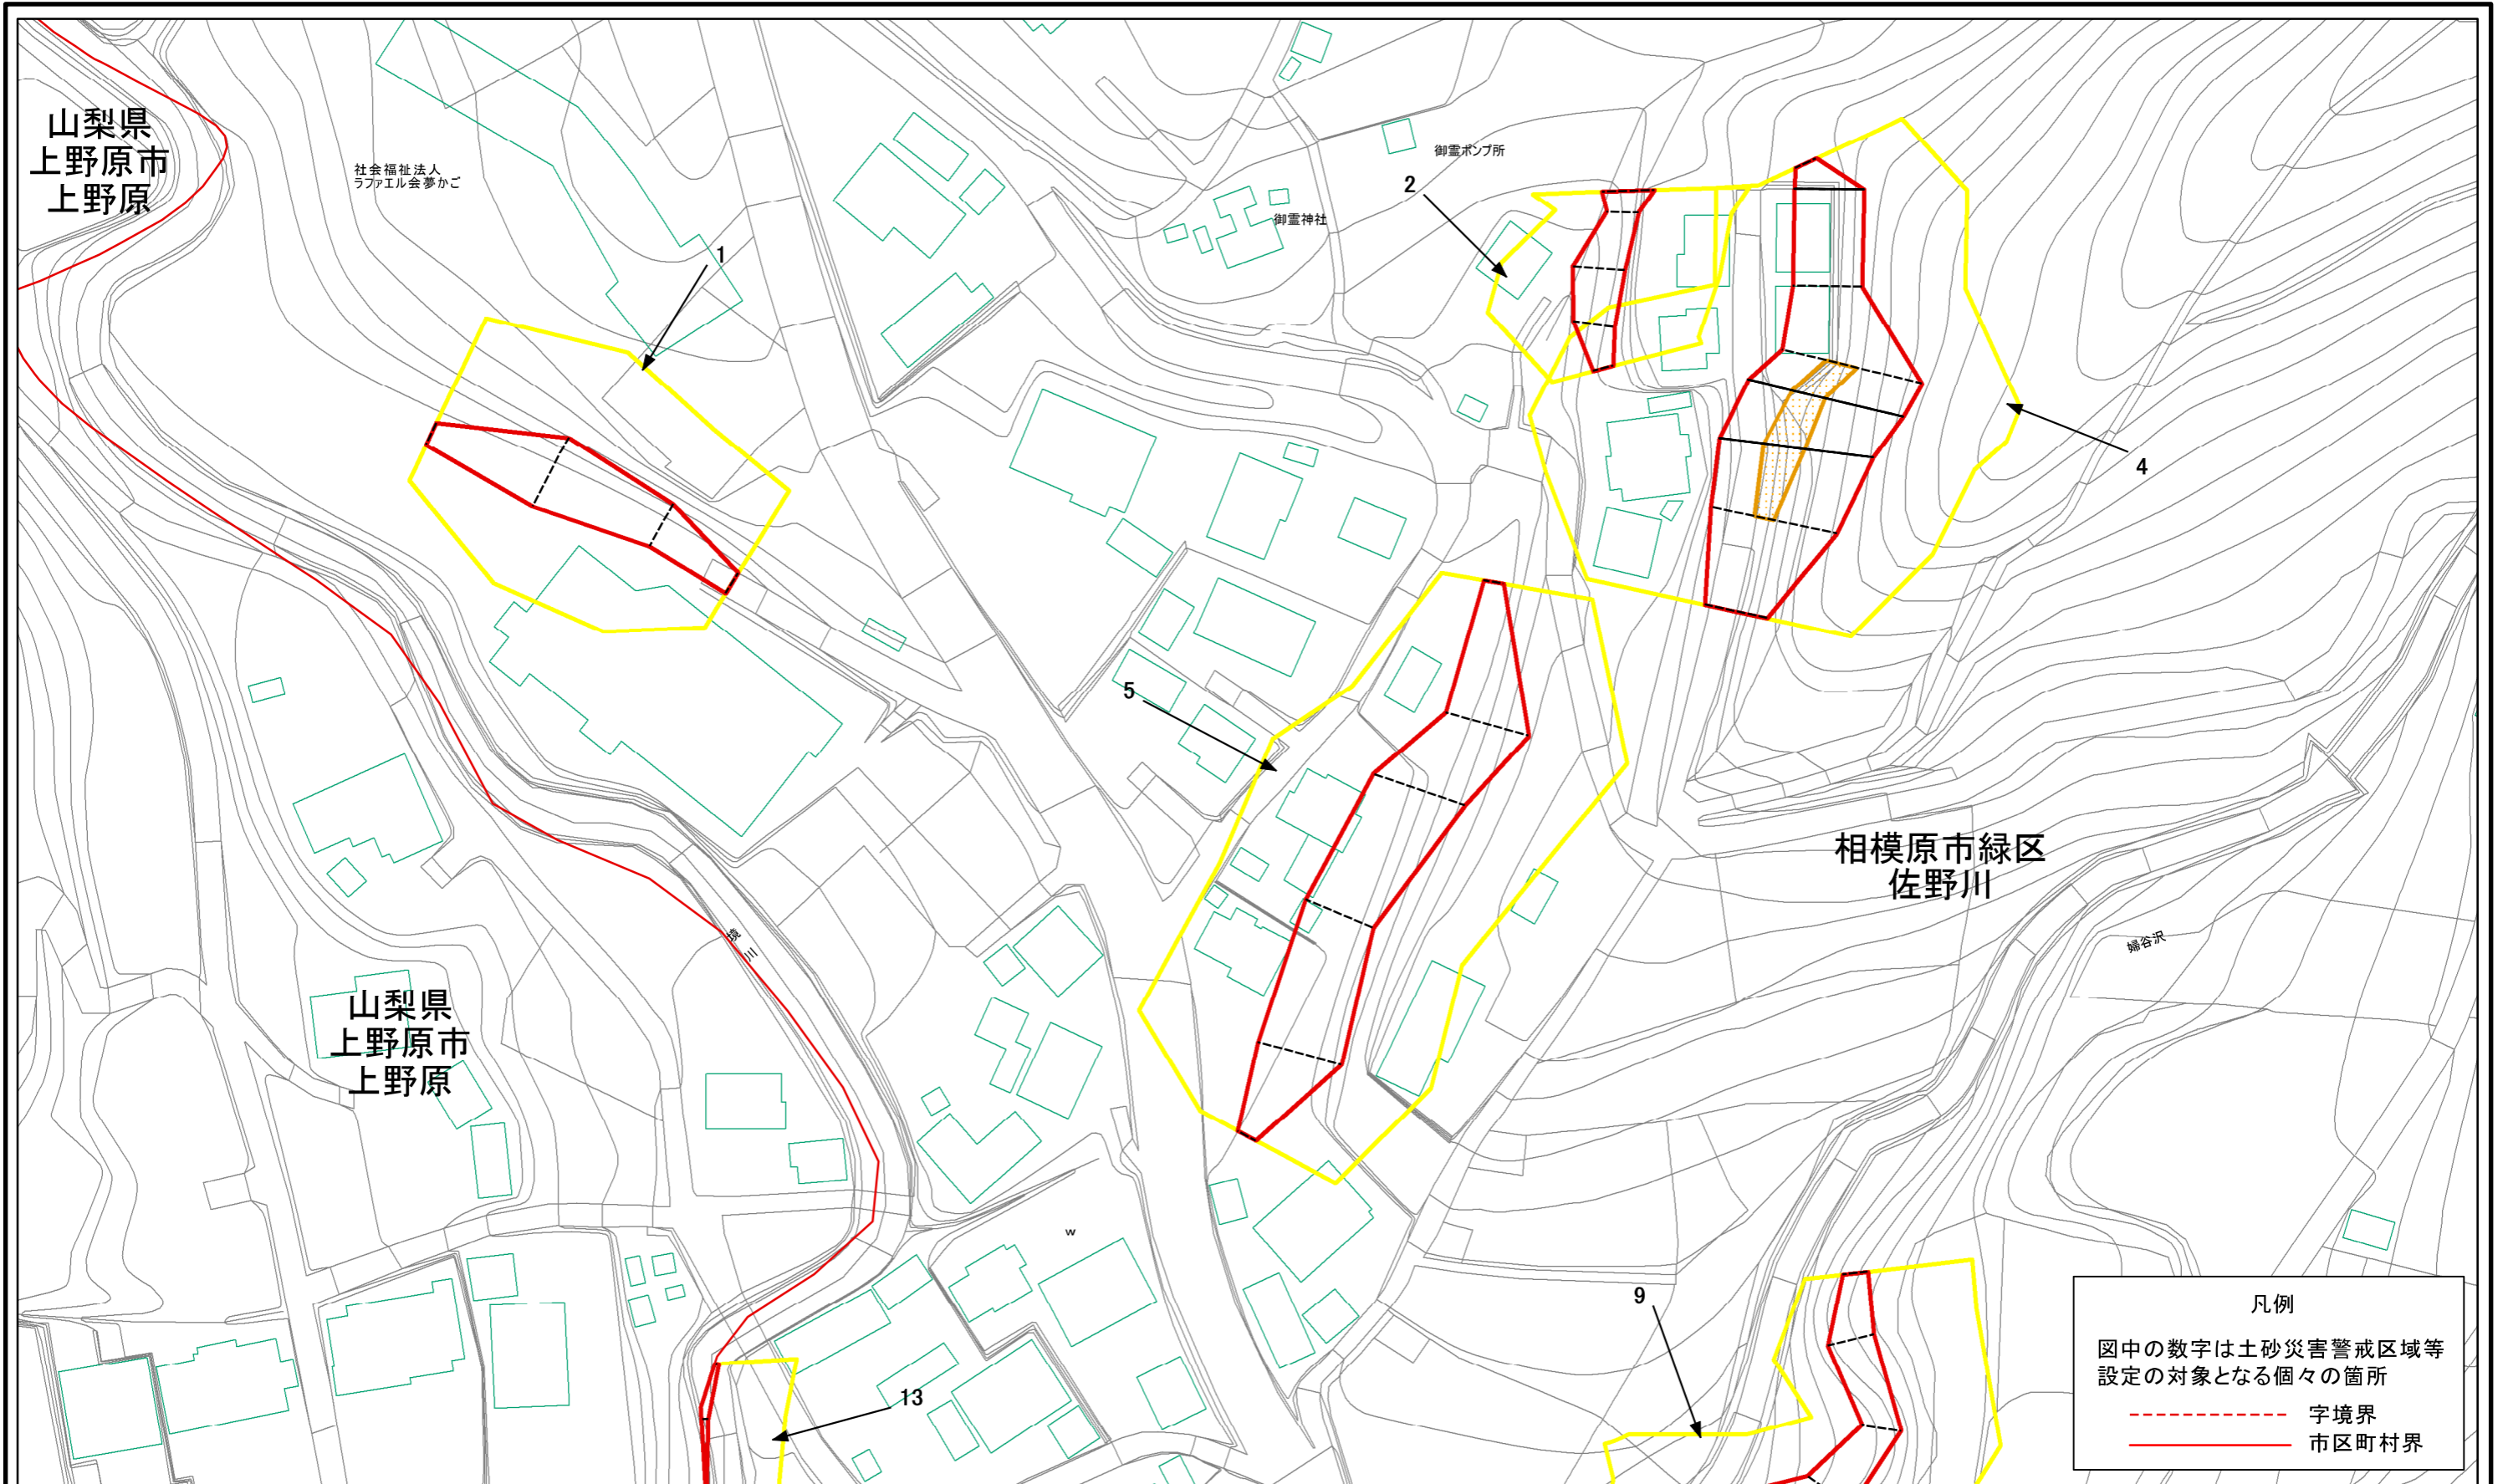 山梨県
上野原市
上野原
社会福祉法人
ラファエル会夢かご
1
御霊ポンプ所
2
御霊神社
4
5
相模原市緑区
佐野川
婦谷沢
境川
山梨県
上野原市
上野原
w
9
13
凡例
図中の数字は土砂災害警戒区域等
設定の対象となる個々の箇所
字境界
市区町村界